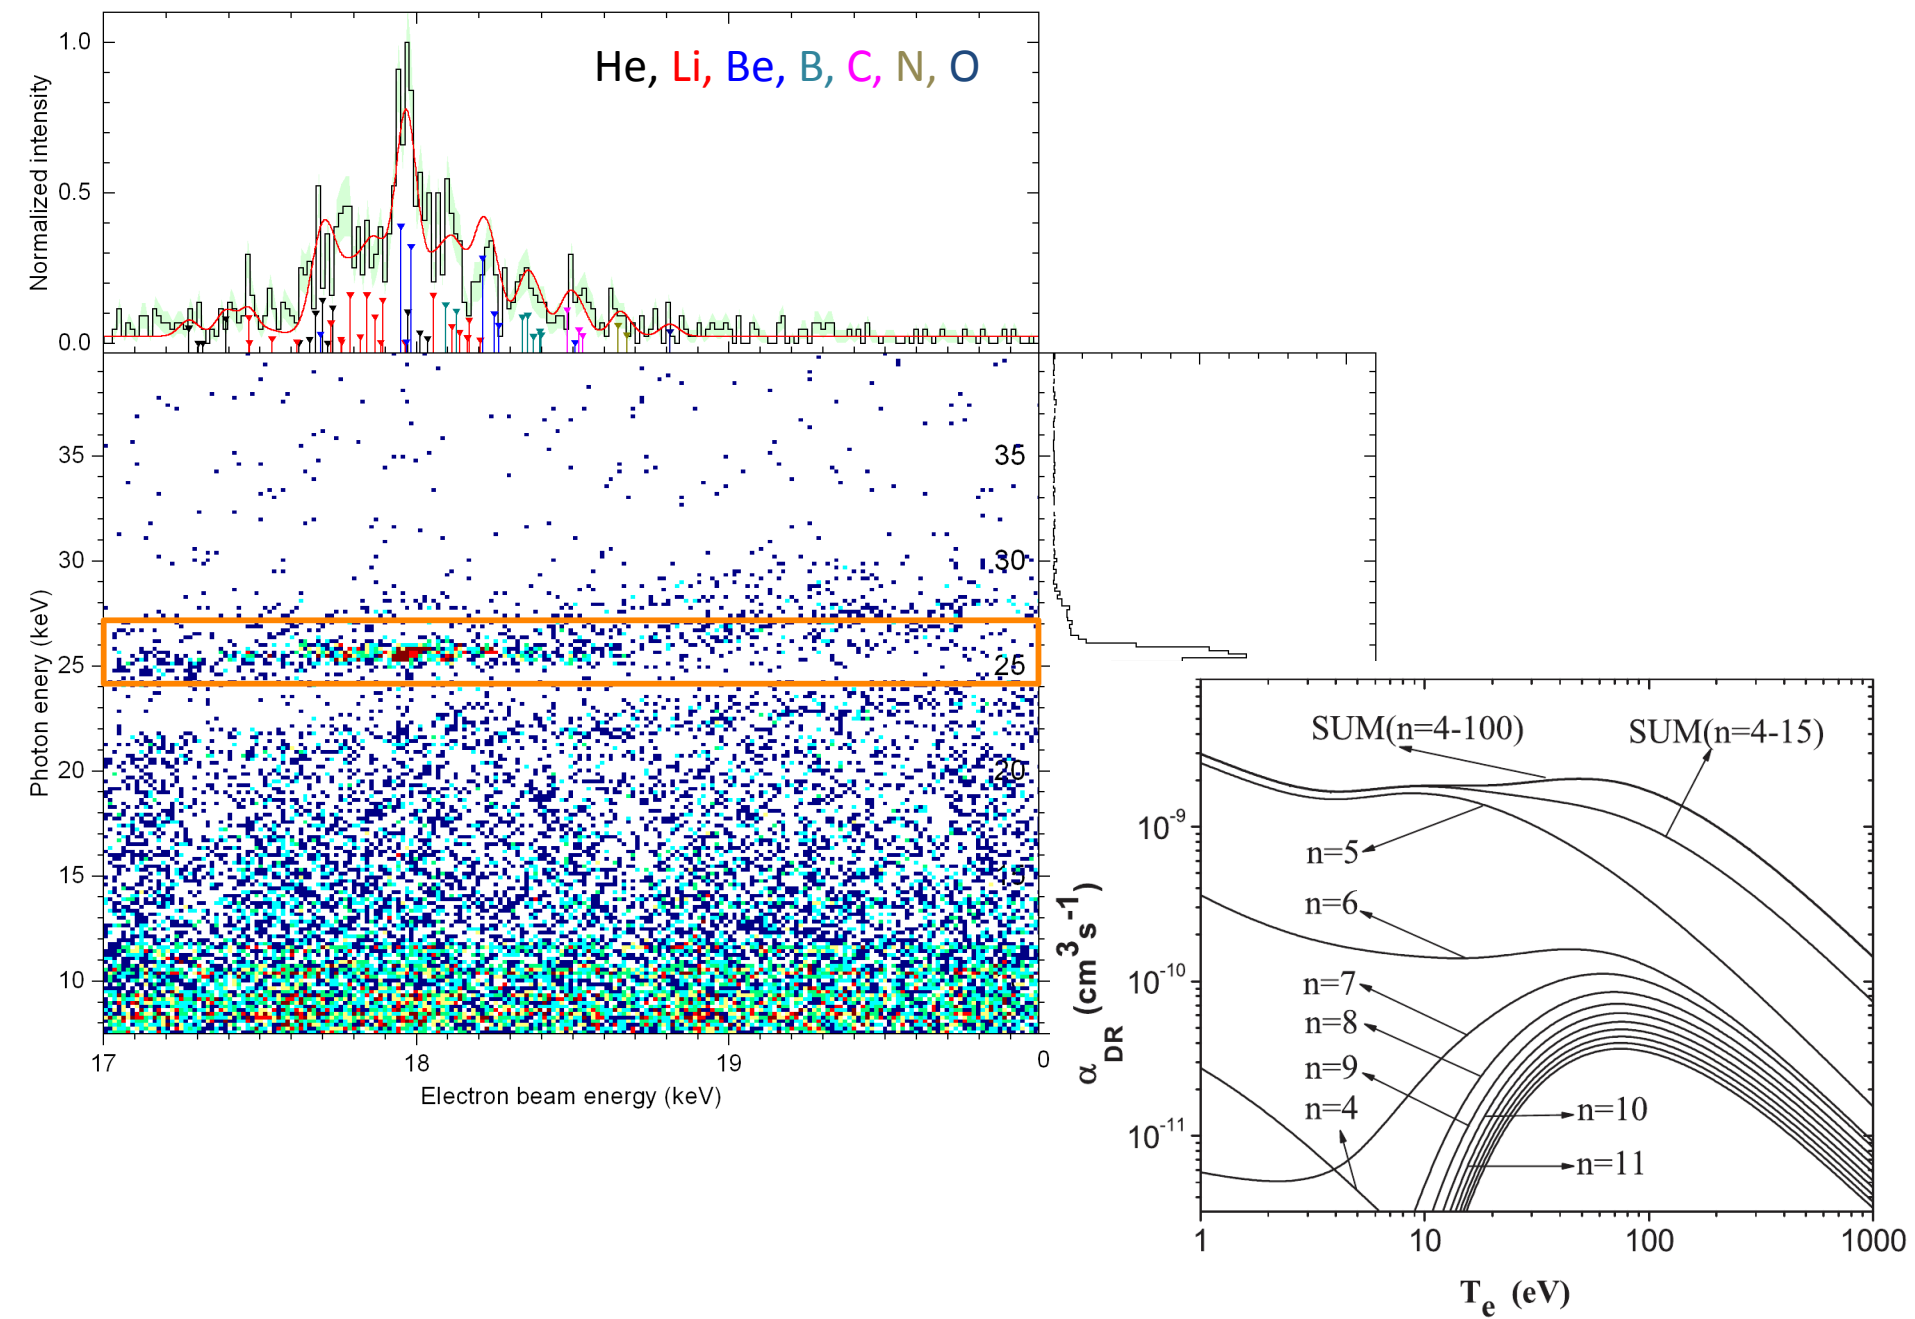 He, Li, Be, B, C, N, O
Normalized intensity
1.0
0.5
0.0
Photon energy (keV)
35
30
25
20
15
10
35
30
25
20
17
18
19
0
Electron beam energy (keV)
SUM(n=4-100)
SUM(n=4-15)
n=5
n=6
n=7
n=8
n=9
n=4
n=10
n=11
α DR (cm³s⁻¹)
10⁻⁹
10⁻¹⁰
10⁻¹¹
1
10
100
1000
Te (eV)